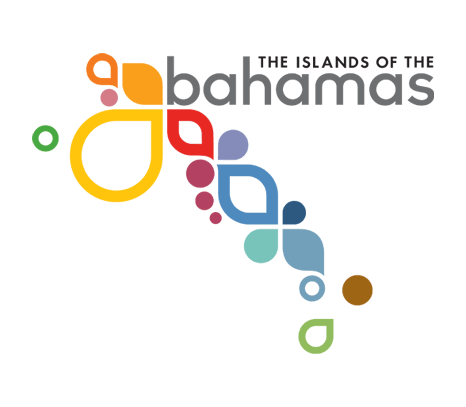 THE ISLANDS OF THE
bahamas